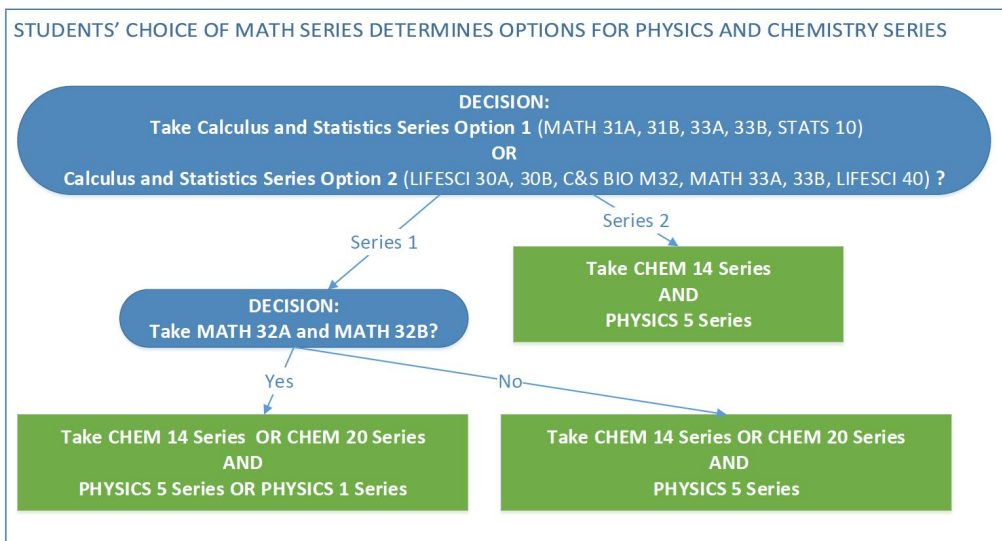 STUDENTS' CHOICE OF MATH SERIES DETERMINES OPTIONS FOR PHYSICS AND CHEMISTRY SERIES
DECISION:
Take Calculus and Statistics Series Option 1 (MATH 31A, 31B, 33A, 33B, STATS 10)
OR
Calculus and Statistics Series Option 2 (LIFESCI 30A, 30B, C&S BIO M32, MATH 33A, 33B, LIFESCI 40) ?
Series 1
Series 2
Take CHEM 14 Series
AND
PHYSICS 5 Series
DECISION:
Take MATH 32A and MATH 32B?
Yes
No
Take CHEM 14 Series OR CHEM 20 Series
AND
PHYSICS 5 Series OR PHYSICS 1 Series
Take CHEM 14 Series OR CHEM 20 Series
AND
PHYSICS 5 Series